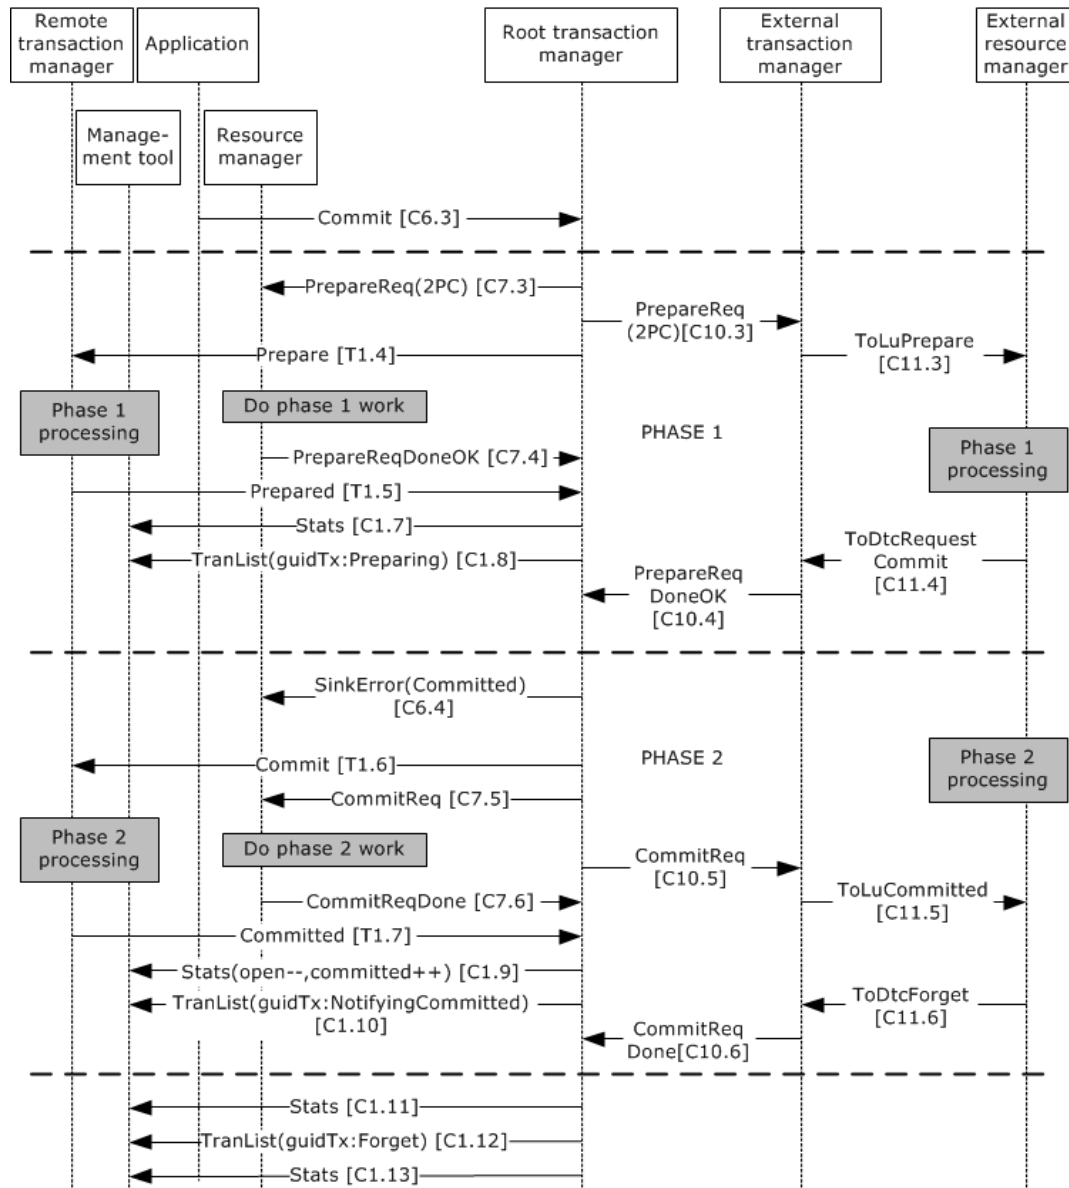 Remote
transaction
manager
Application
Root transaction
manager
External
transaction
manager
External
resource
manager
Manage-
ment tool
Resource
manager
Commit [C6.3]
PrepareReq(2PC) [C7.3]
PrepareReq
(2PC)[C10.3]
Prepare [T1.4]
ToLuPrepare
[C11.3]
Phase 1
processing
Do phase 1 work
PHASE 1
Phase 1
processing
PrepareReqDoneOK [C7.4]
Prepared [T1.5]
Stats [C1.7]
TranList(guidTx:Preparing) [C1.8]
ToDtcRequest
Commit
[C11.4]
PrepareReq
DoneOK
[C10.4]
SinkError(Committed)
[C6.4]
PHASE 2
Phase 2
processing
Commit [T1.6]
CommitReq [C7.5]
Phase 2
processing
Do phase 2 work
CommitReq
[C10.5]
CommitReqDone [C7.6]
ToLuCommitted
[C11.5]
Committed [T1.7]
Stats(open--,committed++) [C1.9]
TranList(guidTx:NotifyingCommitted)
[C1.10]
ToDtcForget
[C11.6]
CommitReq
Done[C10.6]
Stats [C1.11]
TranList(guidTx:Forget) [C1.12]
Stats [C1.13]